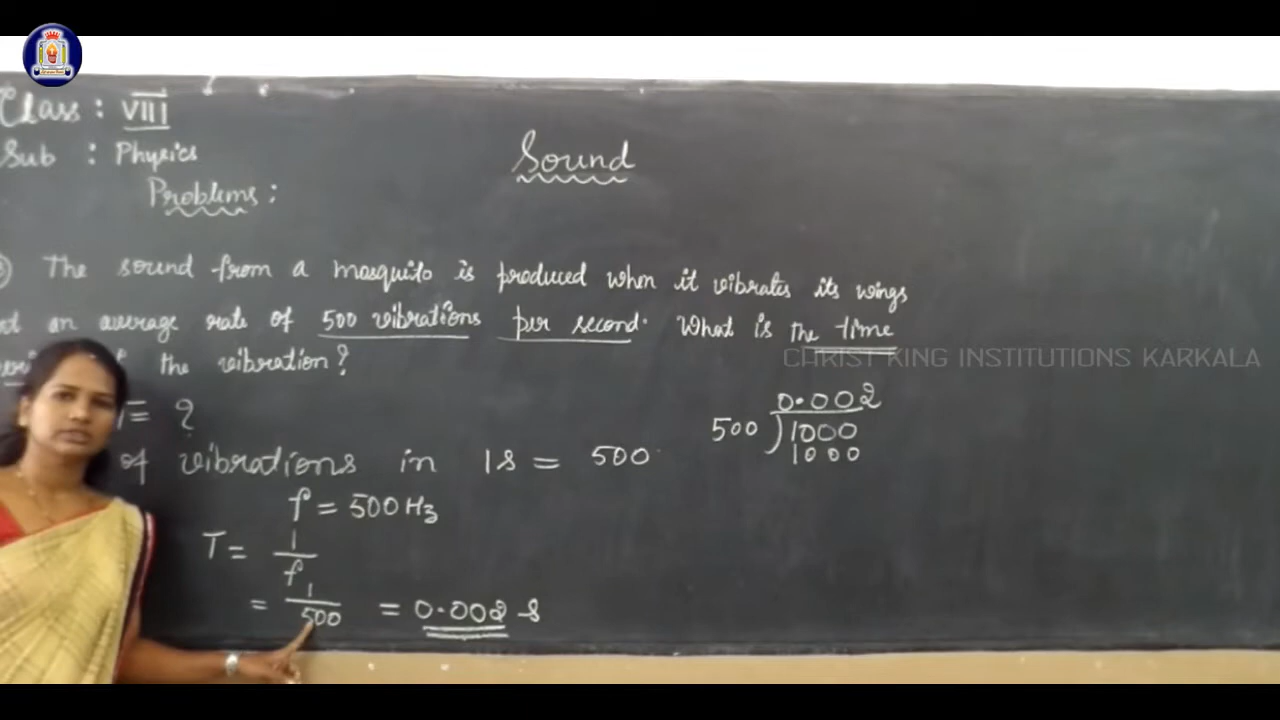 Class : VIII
Sub : Physics
Sound
Problems :
The sound from a mosquito is produced when it vibrates its wings
at an average rate of 500 vibrations per second. What is the time
the vibration?
CHRIST KING INSTITUTIONS KARKALA
T = ?
of vibrations in 1s = 500
f = 500 Hz
T = 1/f
= 1/500 = 0.002 s
0.002
500 ) 1000
1000